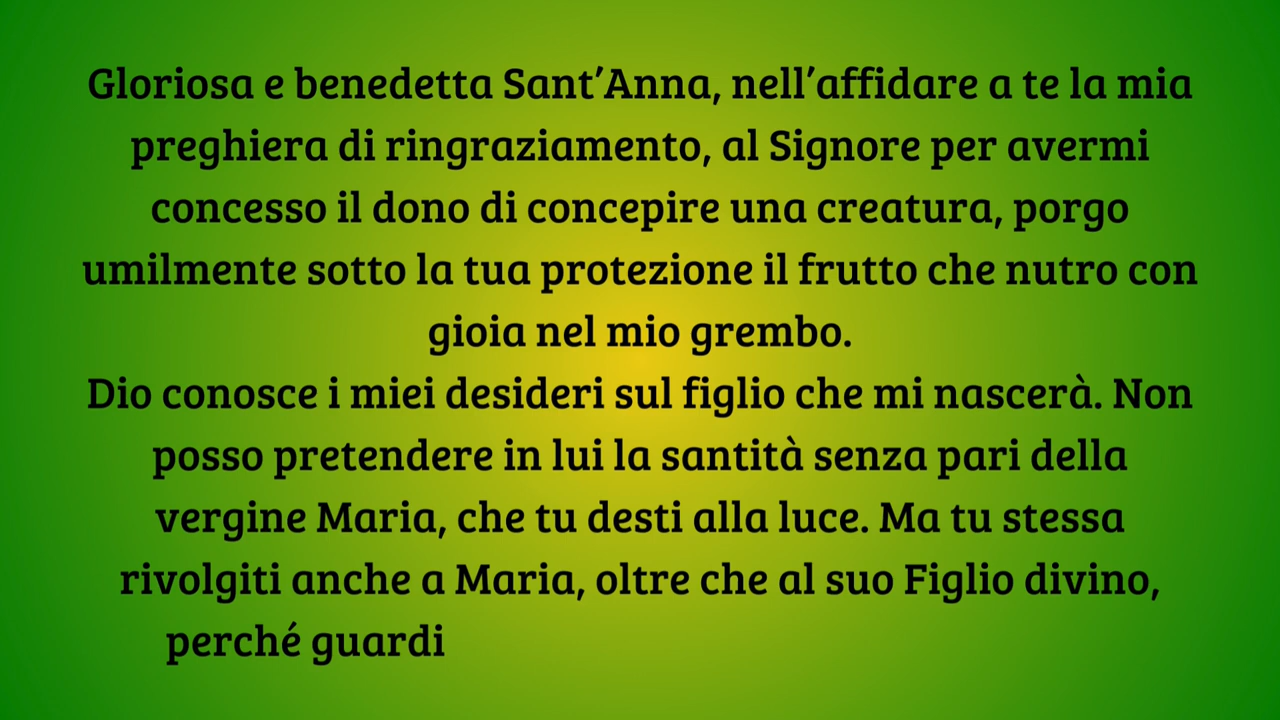 Gloriosa e benedetta Sant’Anna, nell’affidare a te la mia
preghiera di ringraziamento, al Signore per avermi
concesso il dono di concepire una creatura, porgo
umilmente sotto la tua protezione il frutto che nutro con
gioia nel mio grembo.
Dio conosce i miei desideri sul figlio che mi nascerà. Non
posso pretendere in lui la santità senza pari della
vergine Maria, che tu desti alla luce. Ma tu stessa
rivolgiti anche a Maria, oltre che al suo Figlio divino,
perché guardi